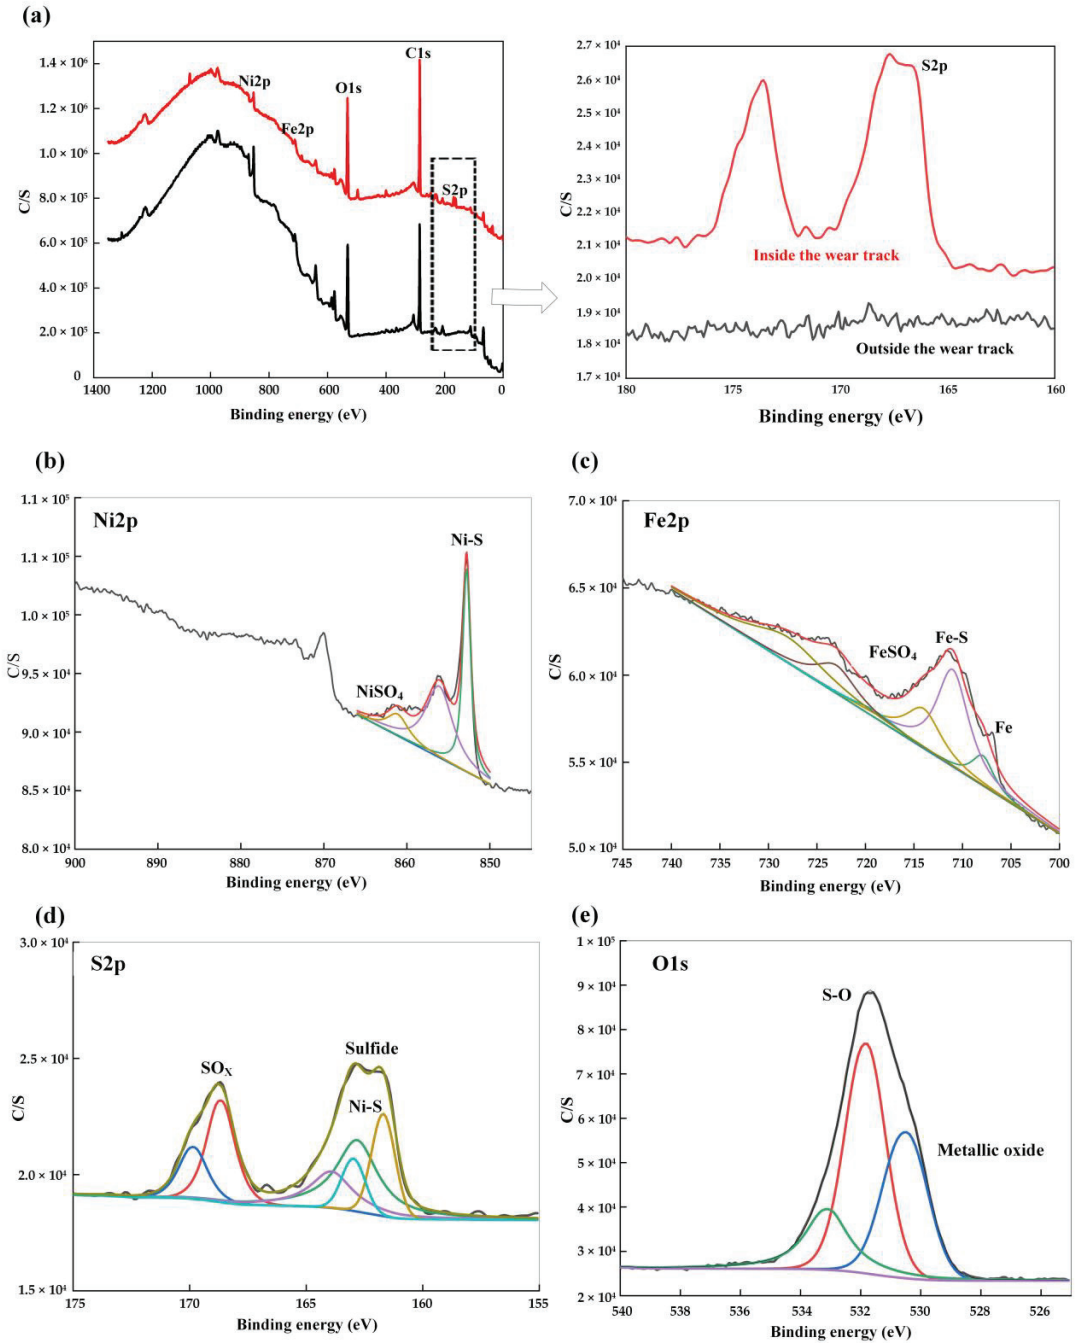 (a)
1.4 × 10⁶
1.2 × 10⁶
1.0 × 10⁶
8.0 × 10⁵
6.0 × 10⁵
4.0 × 10⁵
2.0 × 10⁵
0
C/S
Ni2p
Fe2p
O1s
C1s
S2p
1400 1200 1000 800 600 400 200 0
Binding energy (eV)
2.7 × 10⁴
2.6 × 10⁴
2.5 × 10⁴
2.4 × 10⁴
2.3 × 10⁴
2.2 × 10⁴
2.1 × 10⁴
2.0 × 10⁴
1.9 × 10⁴
1.8 × 10⁴
1.7 × 10⁴
C/S
S2p
Inside the wear track
Outside the wear track
180 175 170 165 160
Binding energy (eV)
(b)
1.1 × 10⁵
1.1 × 10⁵
1.0 × 10⁵
9.5 × 10⁴
9.0 × 10⁴
8.5 × 10⁴
8.0 × 10⁴
C/S
Ni2p
Ni-S
NiSO₄
900 890 880 870 860 850
Binding energy (eV)
(c)
7.0 × 10⁴
6.5 × 10⁴
6.0 × 10⁴
5.5 × 10⁴
5.0 × 10⁴
C/S
Fe2p
FeSO₄
Fe-S
Fe
745 740 735 730 725 720 715 710 705 700
Binding energy (eV)
(d)
3.0 × 10⁴
2.5 × 10⁴
2.0 × 10⁴
1.5 × 10⁴
C/S
S2p
SOₓ
Sulfide
Ni-S
175 170 165 160 155
Binding energy (eV)
(e)
1 × 10⁵
9 × 10⁴
8 × 10⁴
7 × 10⁴
6 × 10⁴
5 × 10⁴
4 × 10⁴
3 × 10⁴
2 × 10⁴
C/S
O1s
S-O
Metallic oxide
540 538 536 534 532 530 528 526
Binding energy (eV)